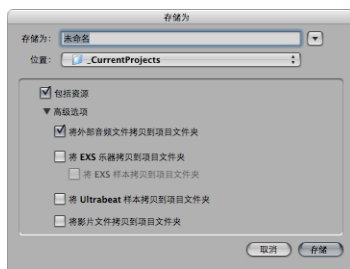 存储为
存储为： 未命名
位置： _CurrentProjects
包括资源
高级选项
将外部音频文件拷贝到项目文件夹
将 EXS 乐器拷贝到项目文件夹
将 EXS 样本拷贝到项目文件夹
将 Ultrabeat 样本拷贝到项目文件夹
将影片文件拷贝到项目文件夹
取消 存储